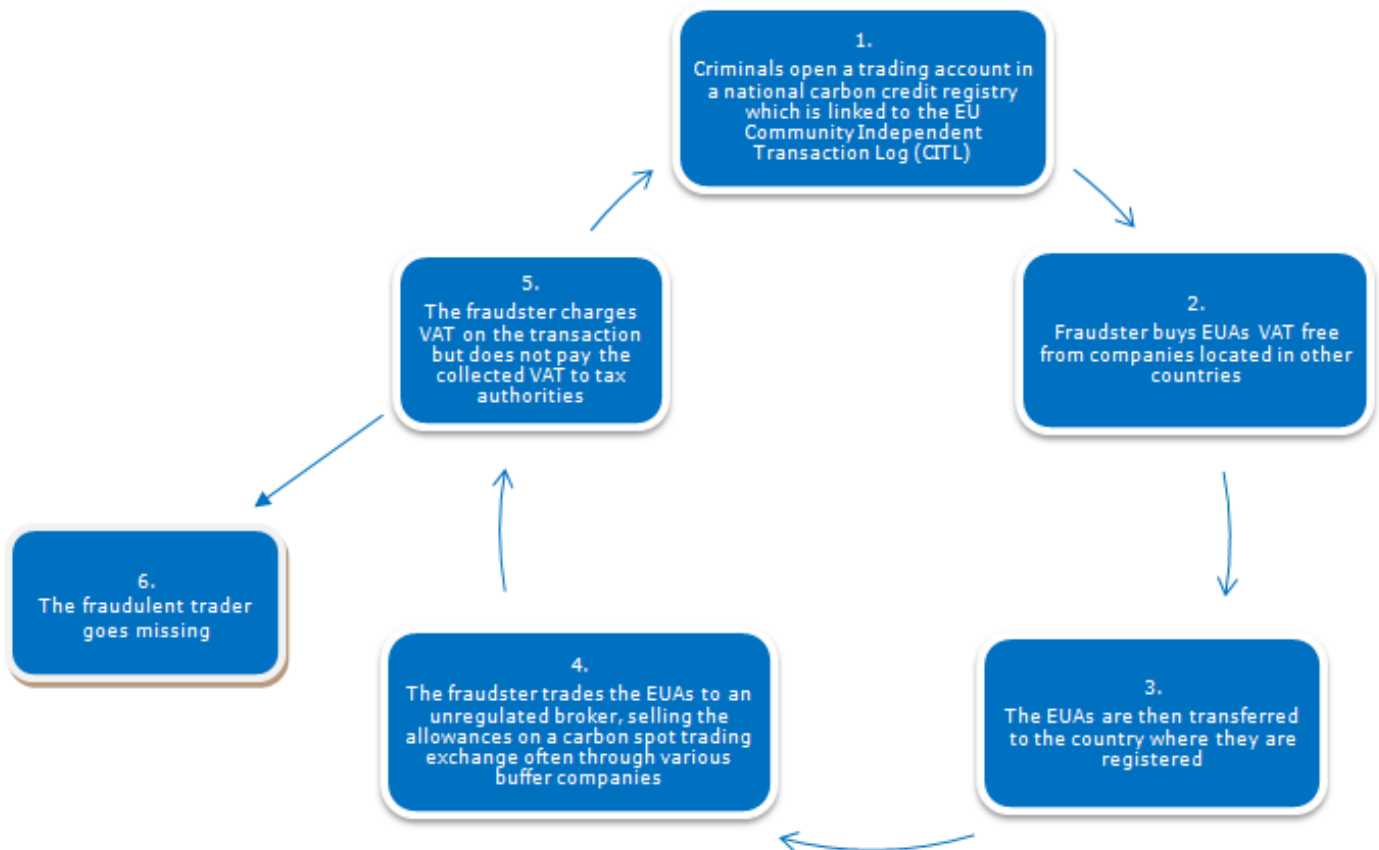 1.
Criminals open a trading account in
a national carbon credit registry
which is linked to the EU
Community Independent
Transaction Log (CITL)
2.
Fraudster buys EUAs VAT free
from companies located in other
countries
3.
The EUAs are then transferred
to the country where they are
registered
4.
The fraudster trades the EUAs to an
unregulated broker, selling the
allowances on a carbon spot trading
exchange often through various
buffer companies
5.
The fraudster charges
VAT on the transaction
but does not pay the
collected VAT to tax
authorities
6.
The fraudulent trader
goes missing